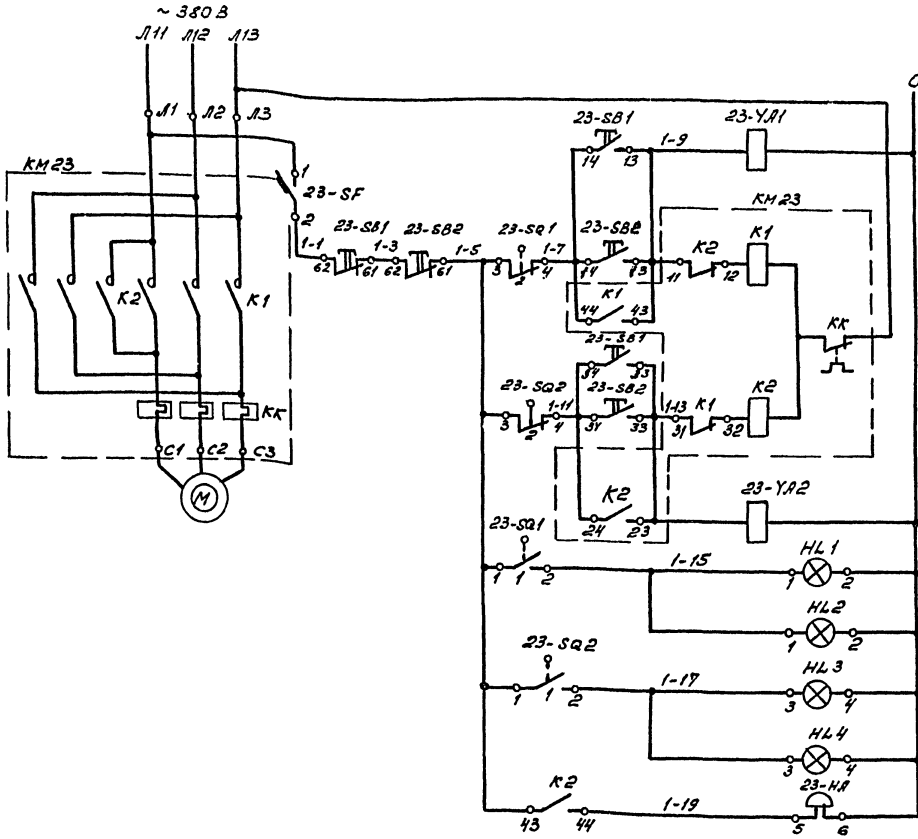 ~ 380 В
Л11 Л12 Л13
Л1 Л2 Л3
КМ23
1
23-SF
2
1-1
62
23-SB1
61
1-3
62
23-SB2
61
1-5
3
23-SQ1
2
1-7
4
23-SB1
14 13
1-9
23-YA1
0
КМ23
23-SB2
14 13
11
К2
12
К1
К1
44 43
КК
23-SB1
34 33
23-SQ2
3
2
1-11
4
23-SB2
34 33
1-13
31
К1
32
К2
К2
К1
КК
С1 С2 С3
М
К2
24 23
23-YA2
23-SQ1
1 1 2
1-15
HL1
1 2
HL2
1 2
23-SQ2
1 1 2
1-17
HL3
3 4
HL4
3 4
К2
43 44
1-19
23-HA
5 6